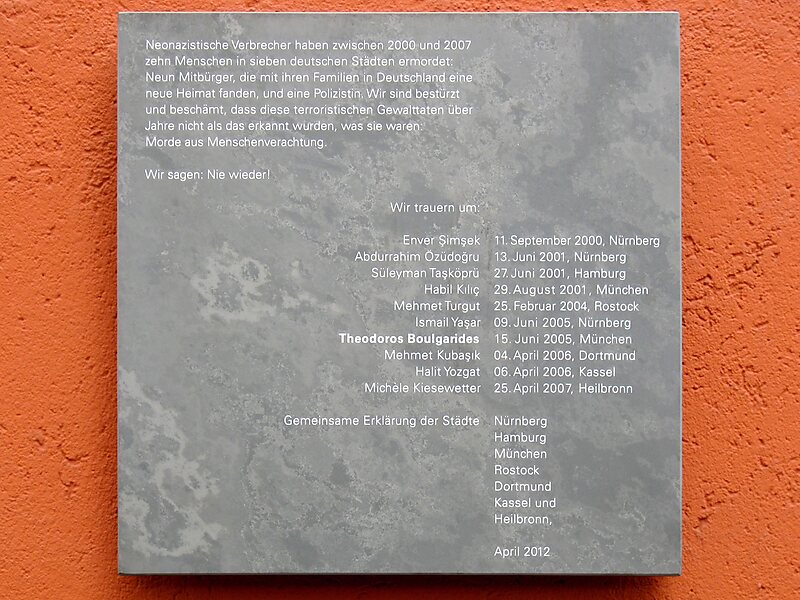 Neonazistische Verbrecher haben zwischen 2000 und 2007
zehn Menschen in sieben deutschen Städten ermordet:
Neun Mitbürger, die mit ihren Familien in Deutschland eine
neue Heimat fanden, und eine Polizistin. Wir sind bestürzt
und beschämt, dass diese terroristischen Gewalttaten über
Jahre nicht als das erkannt wurden, was sie waren:
Morde aus Menschenverachtung.
Wir sagen: Nie wieder!
Wir trauern um:
Enver Şimşek 11. September 2000, Nürnberg
Abdurrahim Özüdoğru 13. Juni 2001, Nürnberg
Süleyman Taşköprü 27. Juni 2001, Hamburg
Habil Kılıç 29. August 2001, München
Mehmet Turgut 25. Februar 2004, Rostock
Ismail Yaşar 09. Juni 2005, Nürnberg
Theodoros Boulgarides 15. Juni 2005, München
Mehmet Kubaşık 04. April 2006, Dortmund
Halit Yozgat 06. April 2006, Kassel
Michèle Kiesewetter 25. April 2007, Heilbronn
Gemeinsame Erklärung der Städte Nürnberg
Hamburg
München
Rostock
Dortmund
Kassel und
Heilbronn,
April 2012